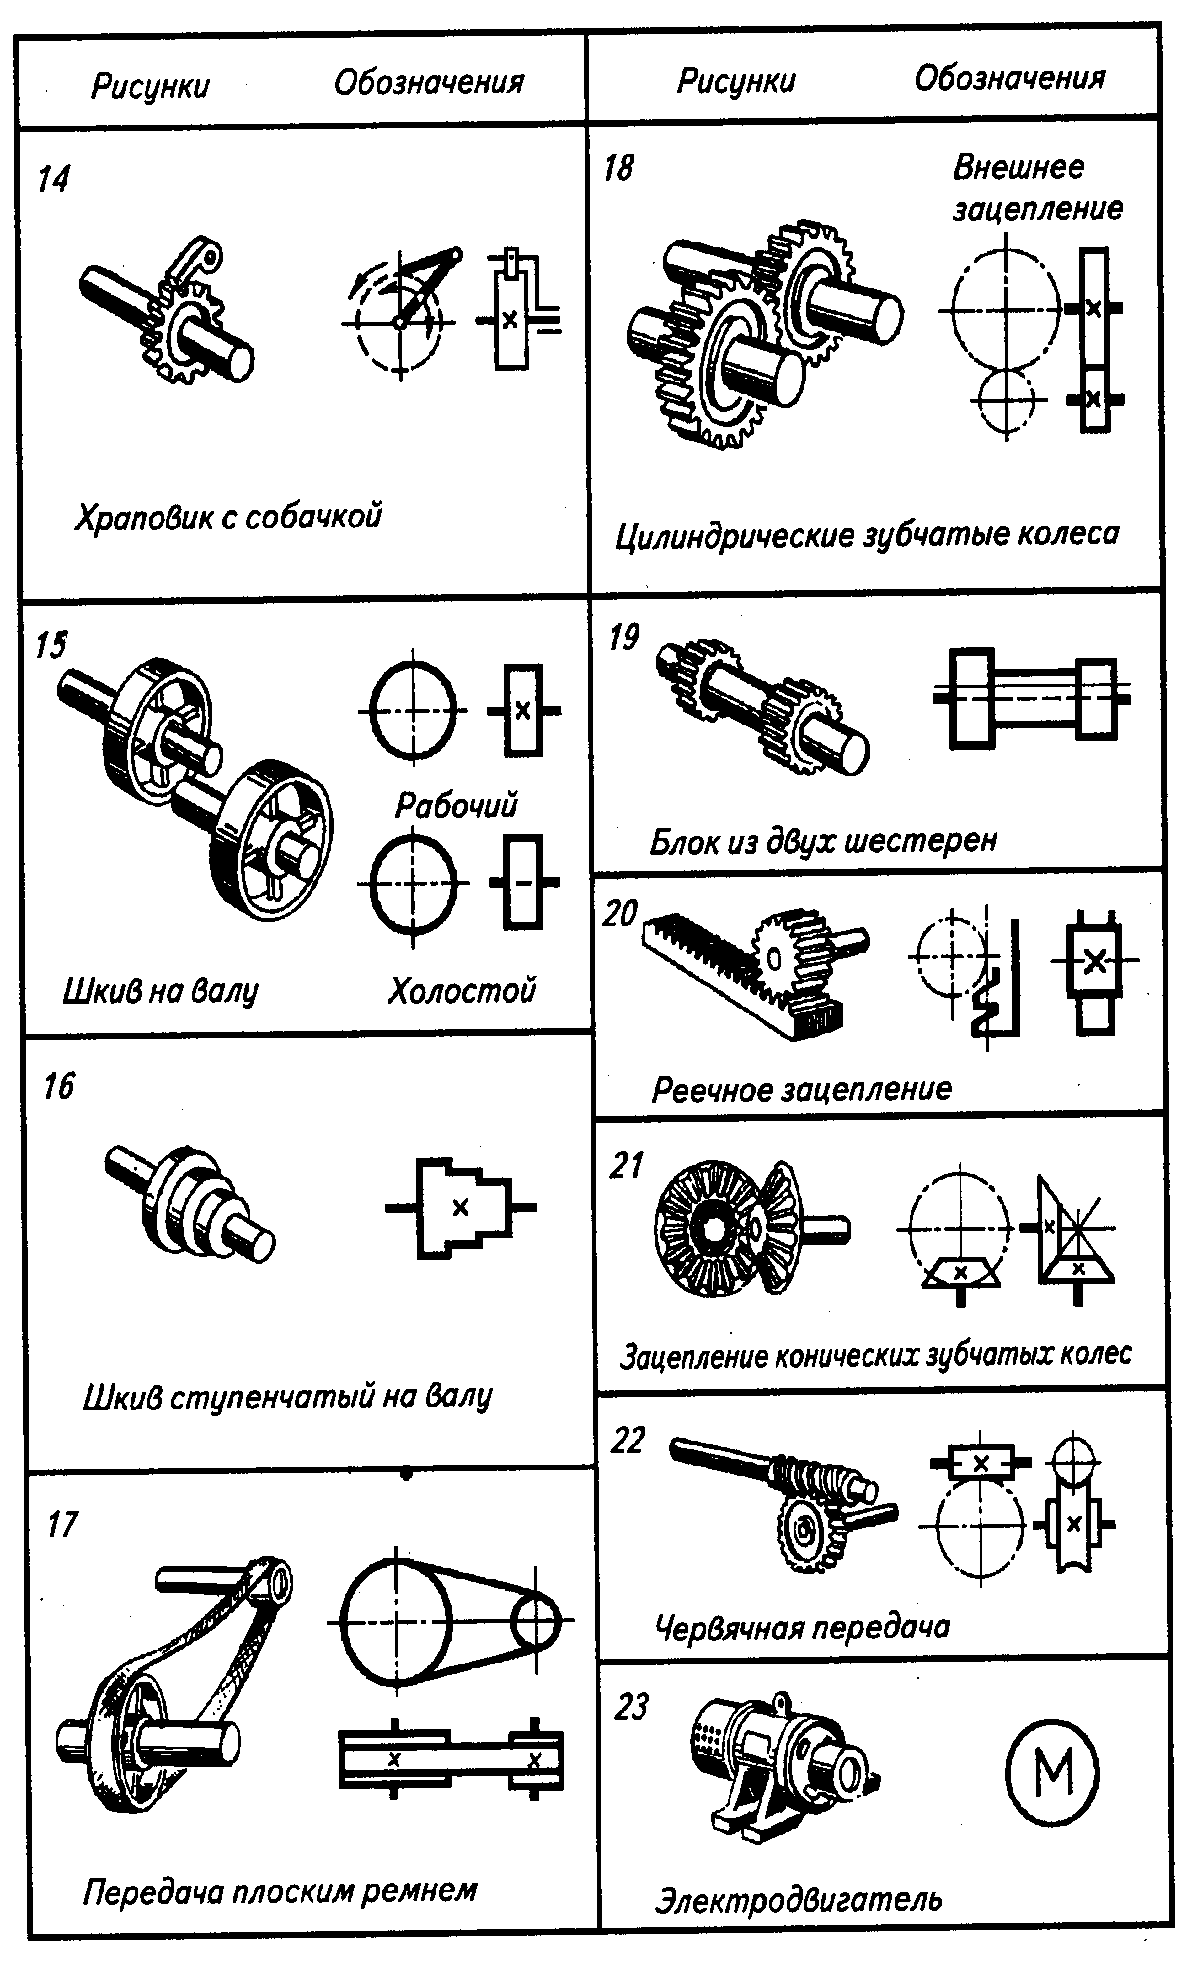 Рисунки Обозначения
14
Храповик с собачкой
15
Рабочий
Холостой
Шкив на валу
16
Шкив ступенчатый на валу
17
Передача плоским ремнем
Рисунки Обозначения
18
Внешнее
зацепление
Цилиндрические зубчатые колеса
19
Блок из двух шестерен
20
Реечное зацепление
21
Зацепление конических зубчатых колес
22
Червячная передача
23
М
Электродвигатель